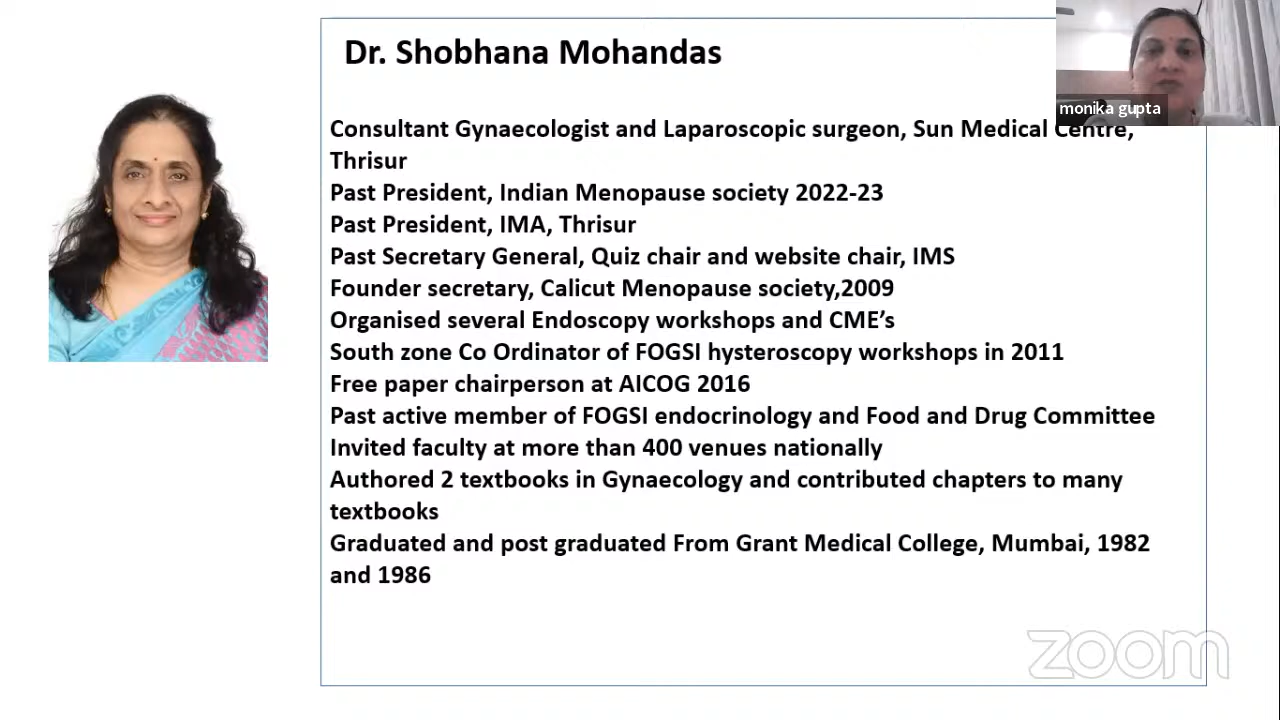 Dr. Shobhana Mohandas
monika gupta
Consultant Gynaecologist and Laparoscopic surgeon, Sun Medical Centre,
Thrisur
Past President, Indian Menopause society 2022-23
Past President, IMA, Thrisur
Past Secretary General, Quiz chair and website chair, IMS
Founder secretary, Calicut Menopause society,2009
Organised several Endoscopy workshops and CME’s
South zone Co Ordinator of FOGSI hysteroscopy workshops in 2011
Free paper chairperson at AICOG 2016
Past active member of FOGSI endocrinology and Food and Drug Committee
Invited faculty at more than 400 venues nationally
Authored 2 textbooks in Gynaecology and contributed chapters to many
textbooks
Graduated and post graduated From Grant Medical College, Mumbai, 1982
and 1986
zoom